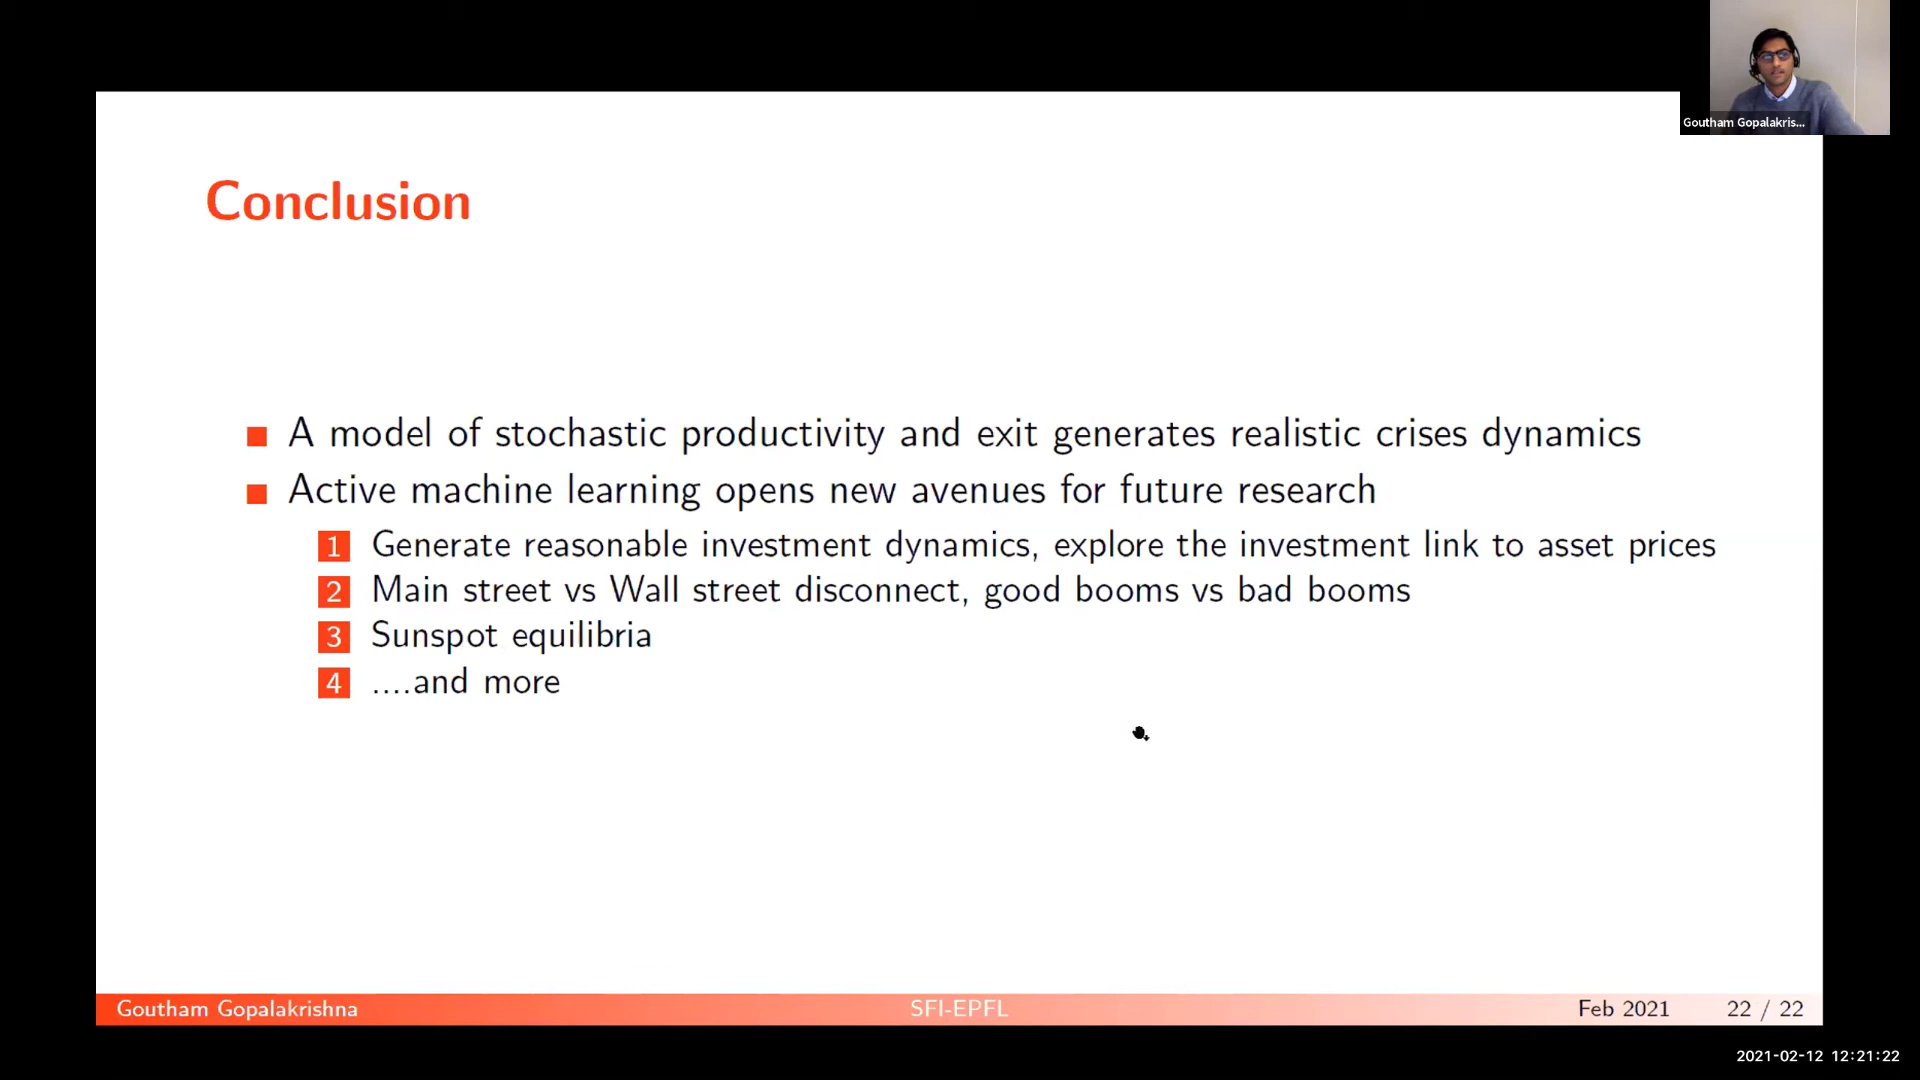 Goutham Gopalakris...
Conclusion
A model of stochastic productivity and exit generates realistic crises dynamics
Active machine learning opens new avenues for future research
1 Generate reasonable investment dynamics, explore the investment link to asset prices
2 Main street vs Wall street disconnect, good booms vs bad booms
3 Sunspot equilibria
4 ....and more
Goutham Gopalakrishna SFI-EPFL Feb 2021 22 / 22
2021-02-12 12:21:22